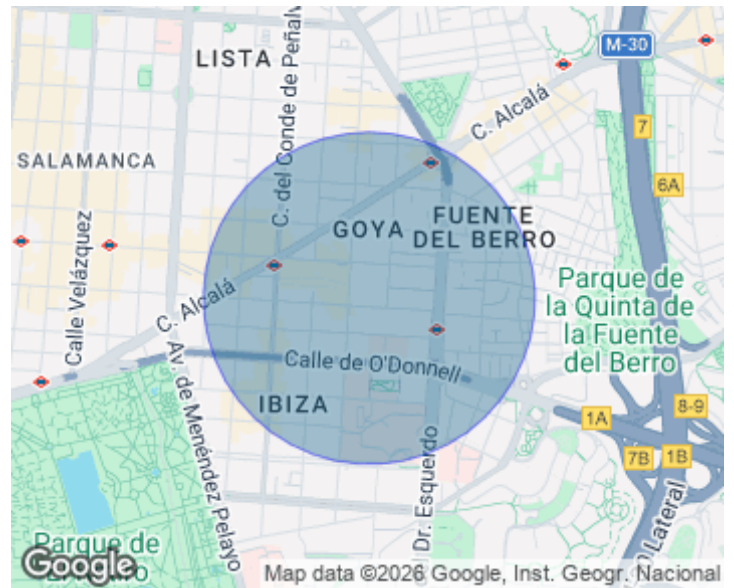 LISTA
M-30
C. del Conde de Peñalv
C. Alcalá
7
SALAMANCA
6A
GOYA
FUENTE
DEL BERRO
Calle Velázquez
C. Alcalá
Parque de
la Quinta de
la Fuente
del Berro
Calle de O'Donnell
Av. de Menéndez Pelayo
IBIZA
8-9
1A
7B
1B
Dr. Esquerdo
Lateral
Parque de
Google
Map data ©2026 Google, Inst. Geogr. Nacional